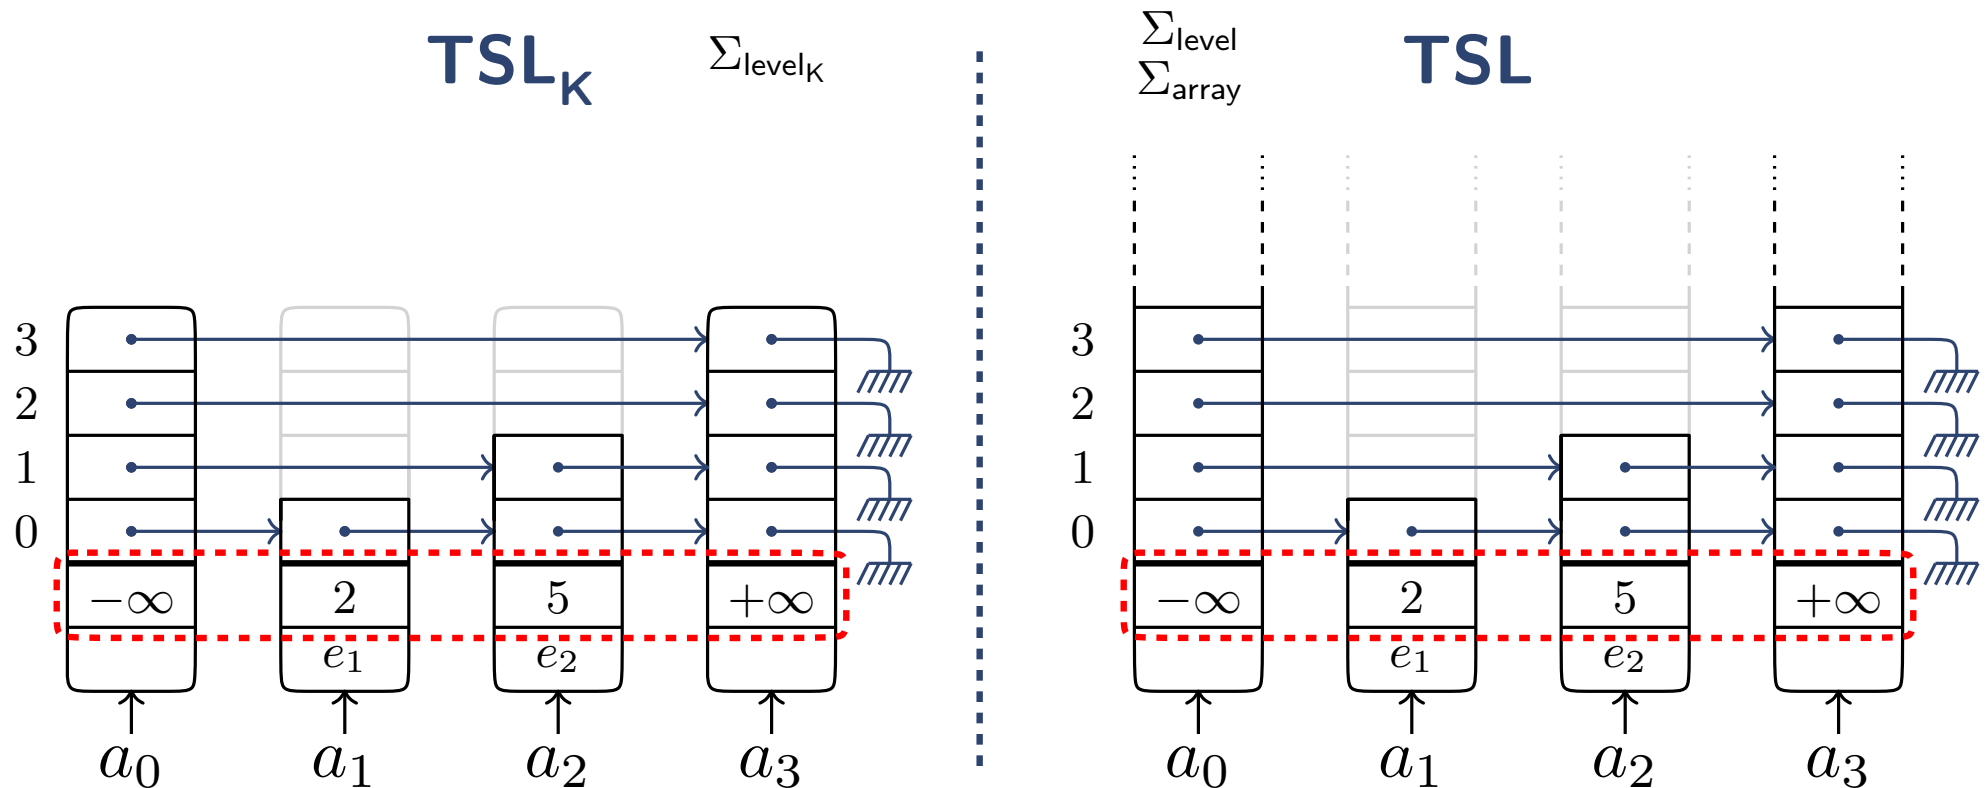 TSL_K Σ_level_K
3
2
1
0
−∞ 2 5 +∞
e₁ e₂
a₀ a₁ a₂ a₃
Σ_level
Σ_array
TSL
3
2
1
0
−∞ 2 5 +∞
e₁ e₂
a₀ a₁ a₂ a₃